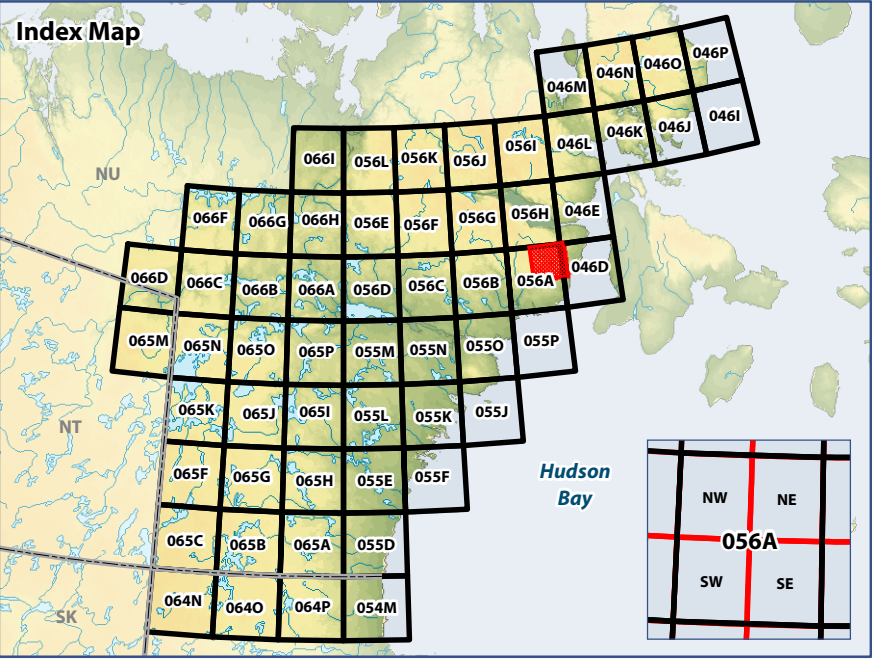 Index Map
046P
046O
046N
046M
046I
046J
046K
046L
056I
056J
056K
056L
066I
NU
046E
056H
056G
056F
056E
066H
066G
066F
046D
056A
056B
056C
056D
066A
066B
066C
066D
055P
055O
055N
055M
065P
065O
065N
065M
055J
055K
055L
065I
065J
065K
NT
055F
055E
065H
065G
065F
Hudson
Bay
055D
065A
065B
065C
054M
064P
064O
064N
SK
NW
NE
056A
SW
SE